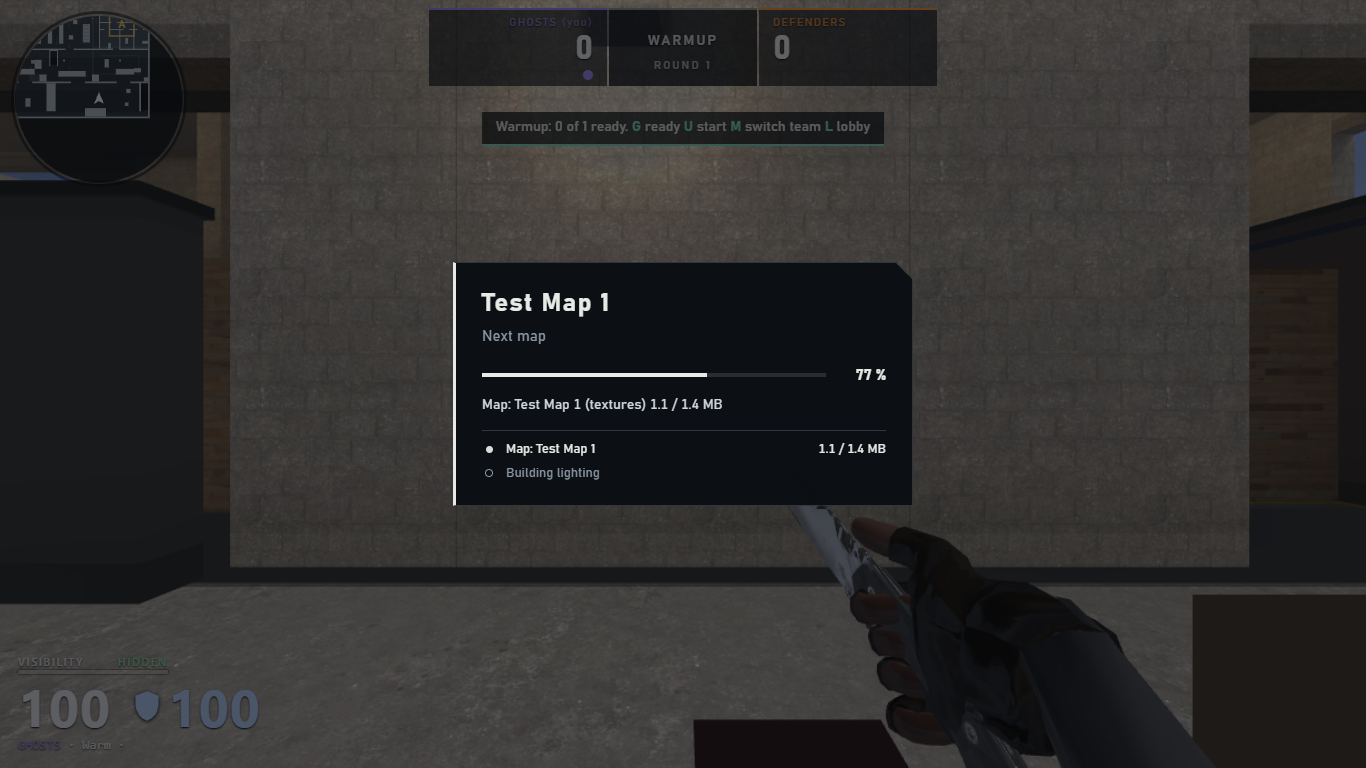 GHOSTS (you)
0
WARMUP
ROUND 1
DEFENDERS
0
Warmup: 0 of 1 ready. G ready U start M switch team L lobby
Test Map 1
Next map
77 %
Map: Test Map 1 (textures) 1.1 / 1.4 MB
Map: Test Map 1 1.1 / 1.4 MB
Building lighting
VISIBILITY HIDDEN
100 100
GHOSTS · Warm ·